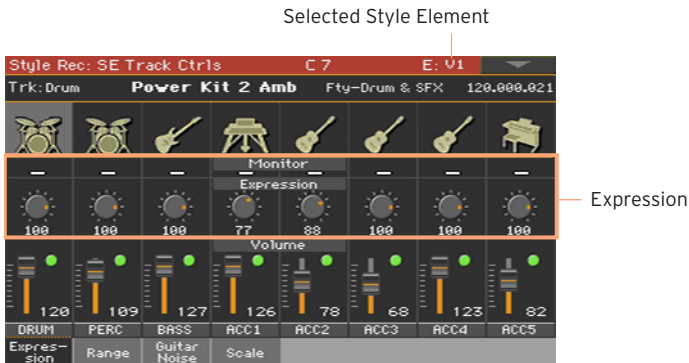 Selected Style Element
Style Rec: SE Track Ctrls C 7 E: V1
Trk:Drum Power Kit 2 Amb Fty-Drum & SFX 120.000.021
Monitor
Expression
Expression
100 100 100 77 88 100 100 100
Volume
120 109 127 126 78 68 123 82
DRUM PERC BASS ACC1 ACC2 ACC3 ACC4 ACC5
Expres-
sion
Range
Guitar
Noise
Scale